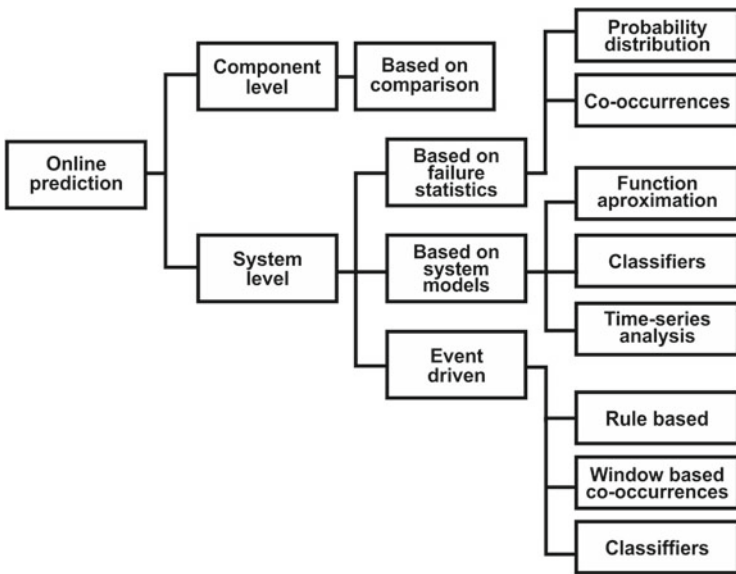 Online
prediction
Component
level
Based on
comparison
System
level
Based on
failure
statistics
Probability
distribution
Co-occurrences
Based on
system
models
Function
aproximation
Classifiers
Time-series
analysis
Event
driven
Rule based
Window based
co-occurrences
Classiffiers